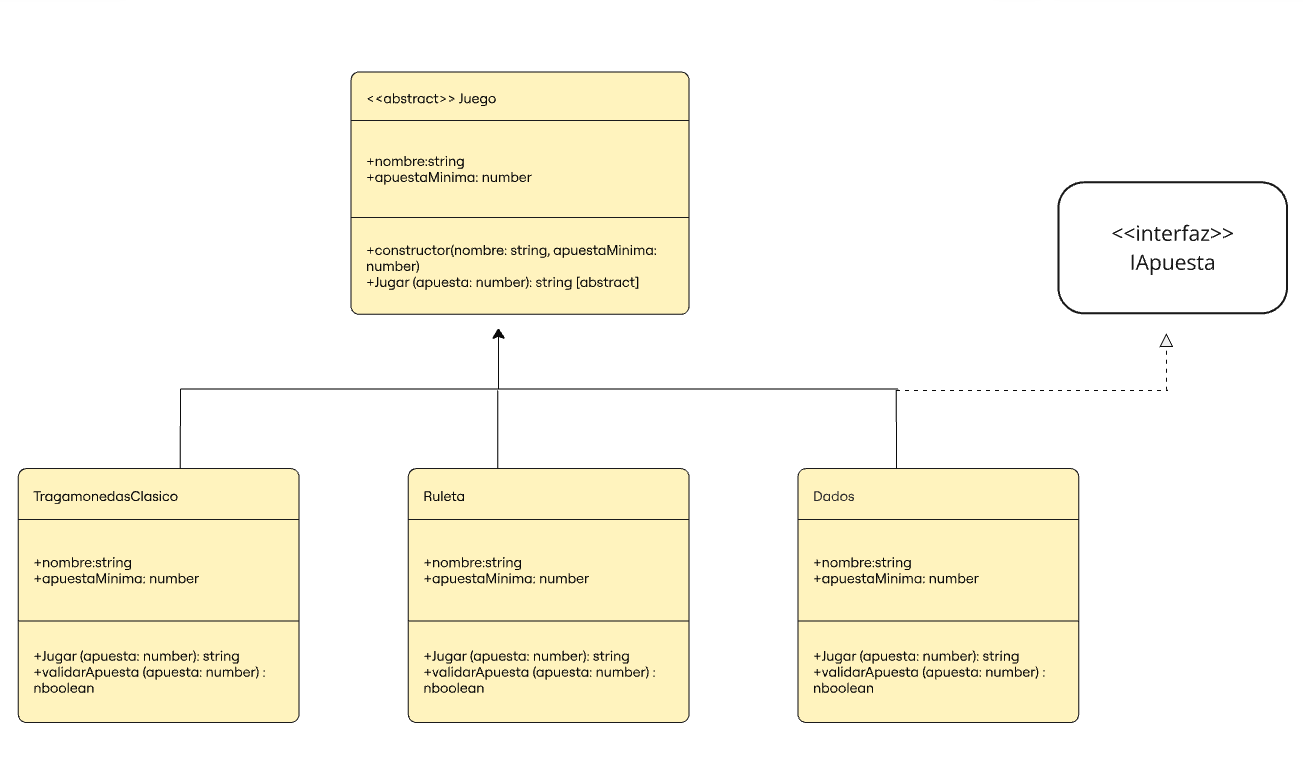 <<abstract>> Juego
+nombre:string
+apuestaMinima: number
+constructor(nombre: string, apuestaMinima:
number)
+Jugar (apuesta: number): string [abstract]
<<interfaz>>
IApuesta
TragamonedasClasico
+nombre:string
+apuestaMinima: number
+Jugar (apuesta: number): string
+validarApuesta (apuesta: number) :
nboolean
Ruleta
+nombre:string
+apuestaMinima: number
+Jugar (apuesta: number): string
+validarApuesta (apuesta: number) :
nboolean
Dados
+nombre:string
+apuestaMinima: number
+Jugar (apuesta: number): string
+validarApuesta (apuesta: number) :
nboolean